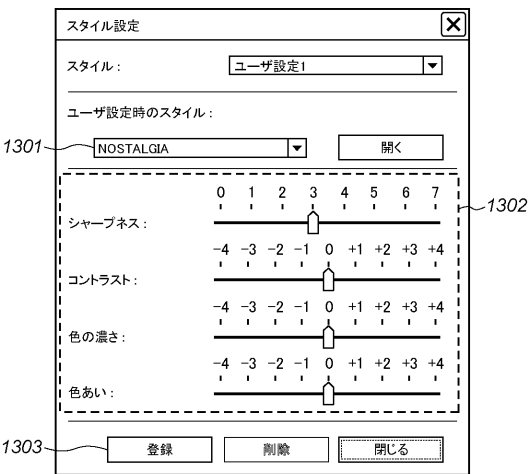 スタイル設定
スタイル : ユーザ設定1
ユーザ設定時のスタイル :
1301 NOSTALGIA 開く
0 1 2 3 4 5 6 7
1302
シャープネス :
-4 -3 -2 -1 0 +1 +2 +3 +4
コントラスト :
-4 -3 -2 -1 0 +1 +2 +3 +4
色の濃さ :
-4 -3 -2 -1 0 +1 +2 +3 +4
色あい :
1303 登録 削除 閉じる